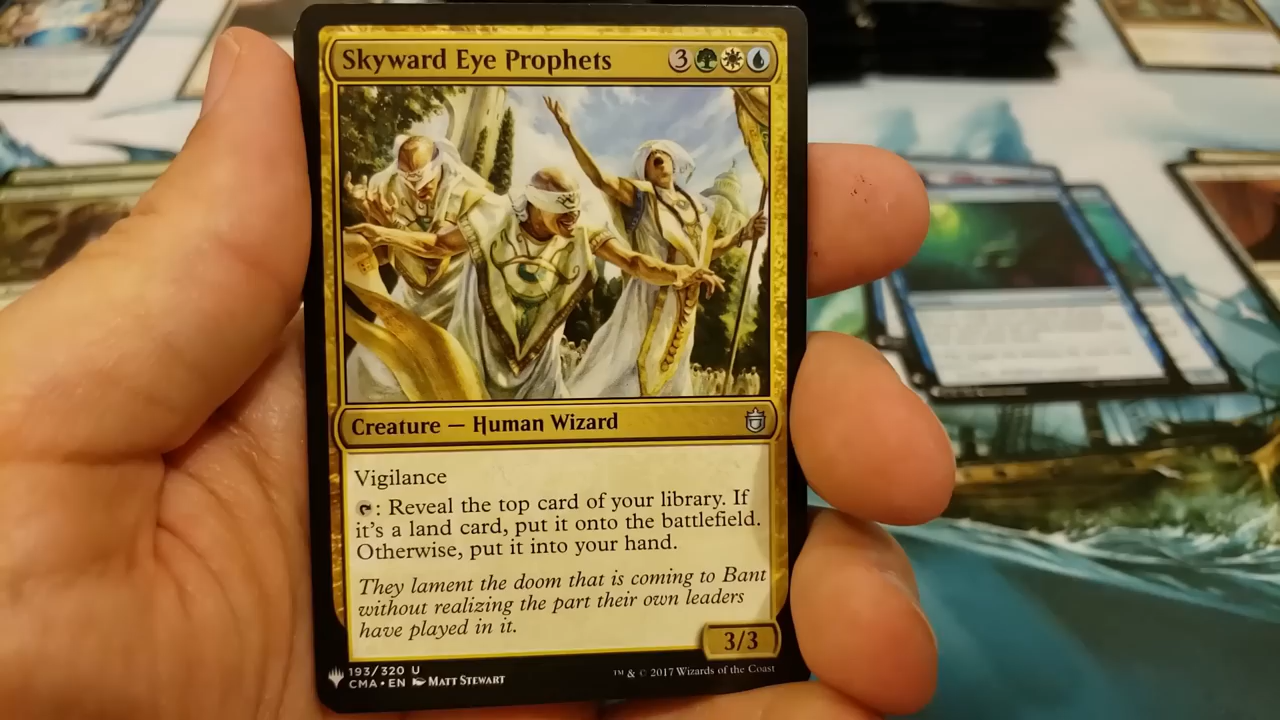 Skyward Eye Prophets 3
Creature — Human Wizard
Vigilance
: Reveal the top card of your library. If
it's a land card, put it onto the battlefield.
Otherwise, put it into your hand.
They lament the doom that is coming to Bant
without realizing the part their own leaders
have played in it.
3/3
193/320 U
CMA • EN Matt Stewart
™ & © 2017 Wizards of the Coast